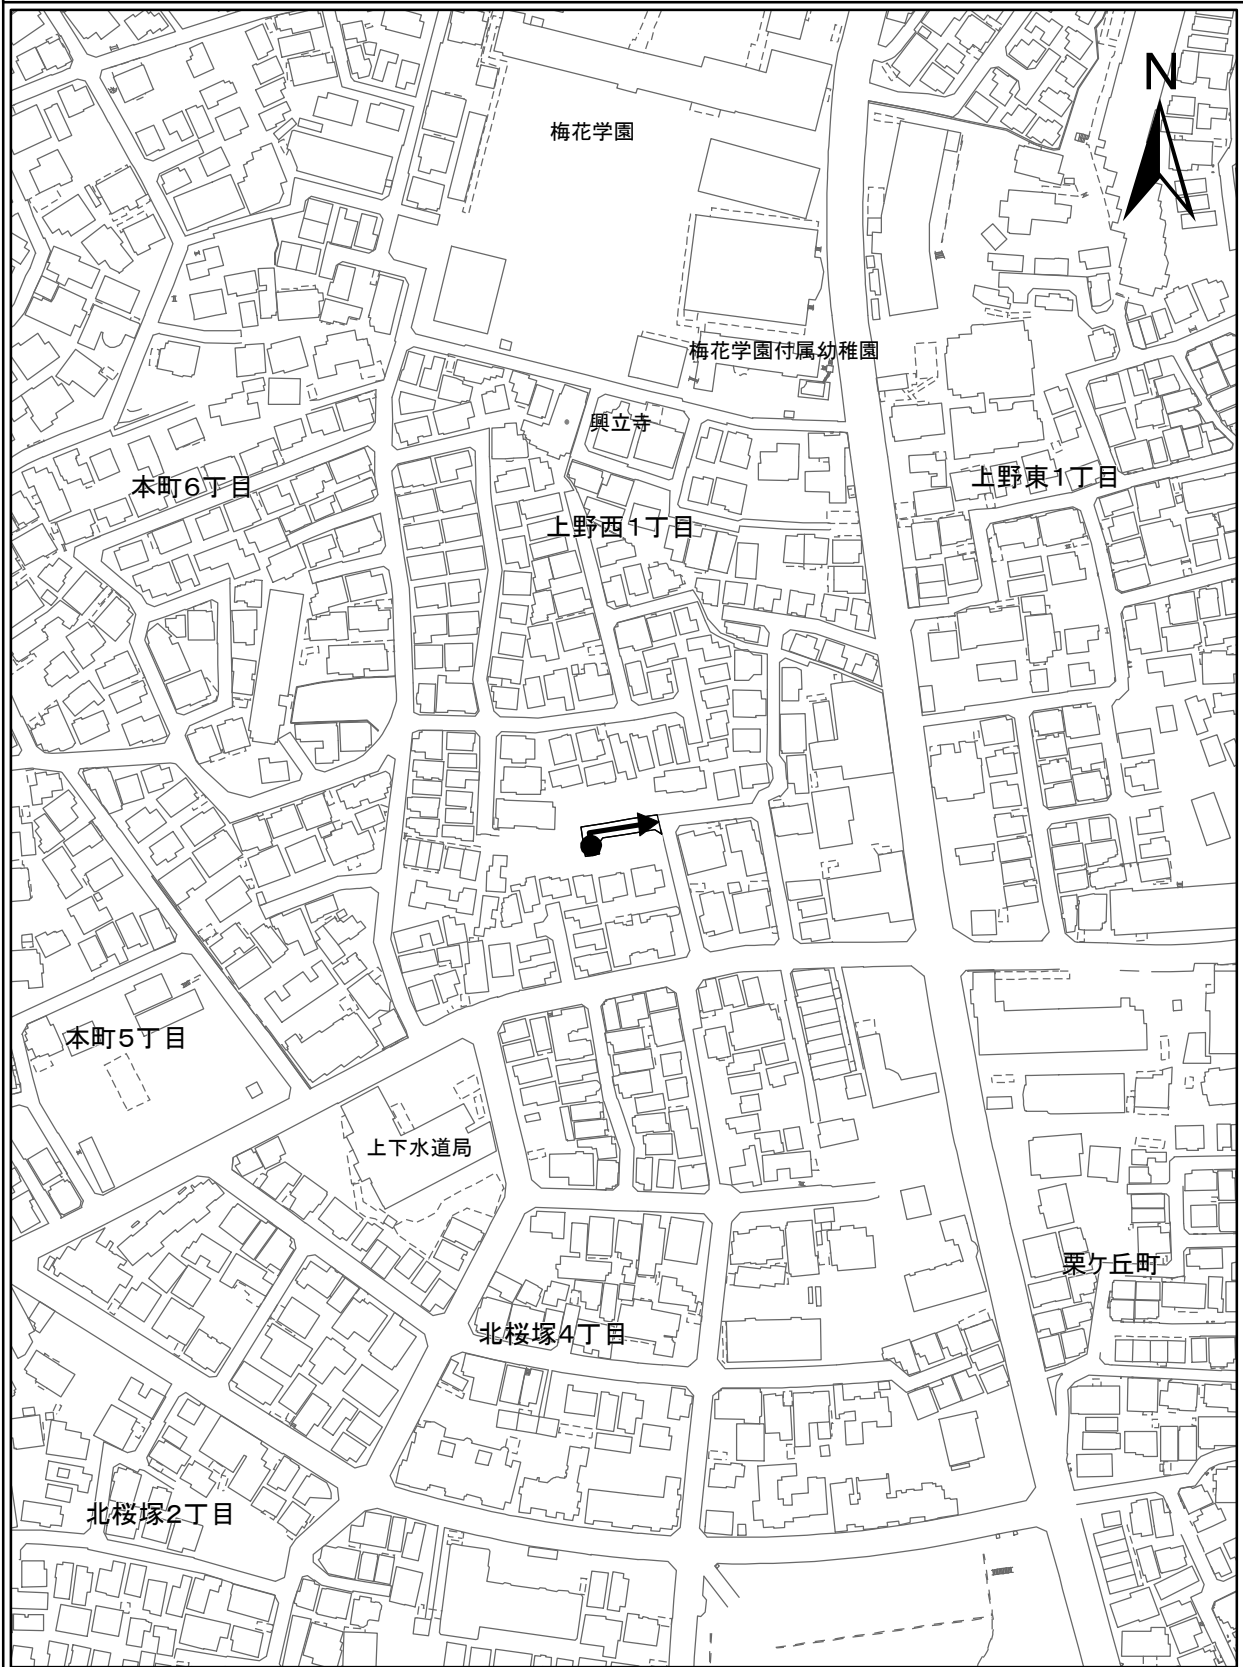 N
梅花学園
梅花学園付属幼稚園
興立寺
本町6丁目
上野東1丁目
上野西1丁目
本町5丁目
上下水道局
栗ケ丘町
北桜塚4丁目
北桜塚2丁目